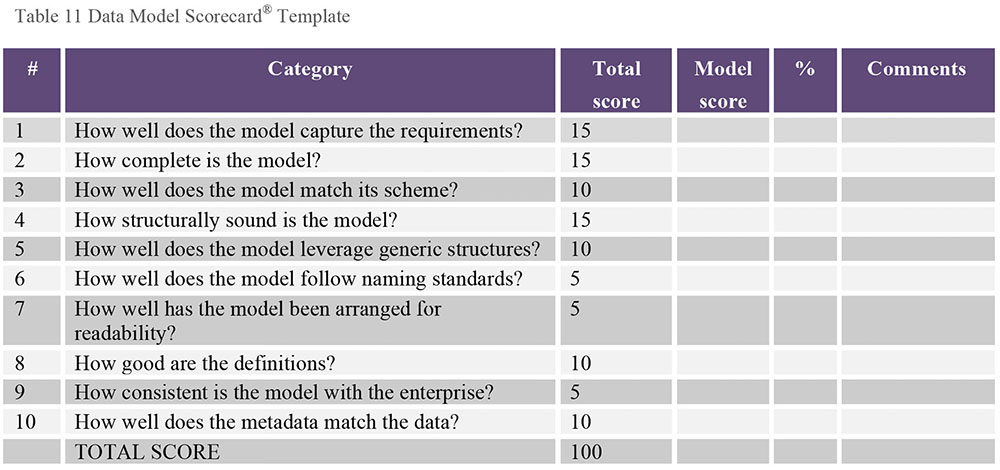 Table 11 Data Model Scorecard® Template
# Category Total score Model score % Comments
1 How well does the model capture the requirements? 15
2 How complete is the model? 15
3 How well does the model match its scheme? 10
4 How structurally sound is the model? 15
5 How well does the model leverage generic structures? 10
6 How well does the model follow naming standards? 5
7 How well has the model been arranged for readability? 5
8 How good are the definitions? 10
9 How consistent is the model with the enterprise? 5
10 How well does the metadata match the data? 10
TOTAL SCORE 100